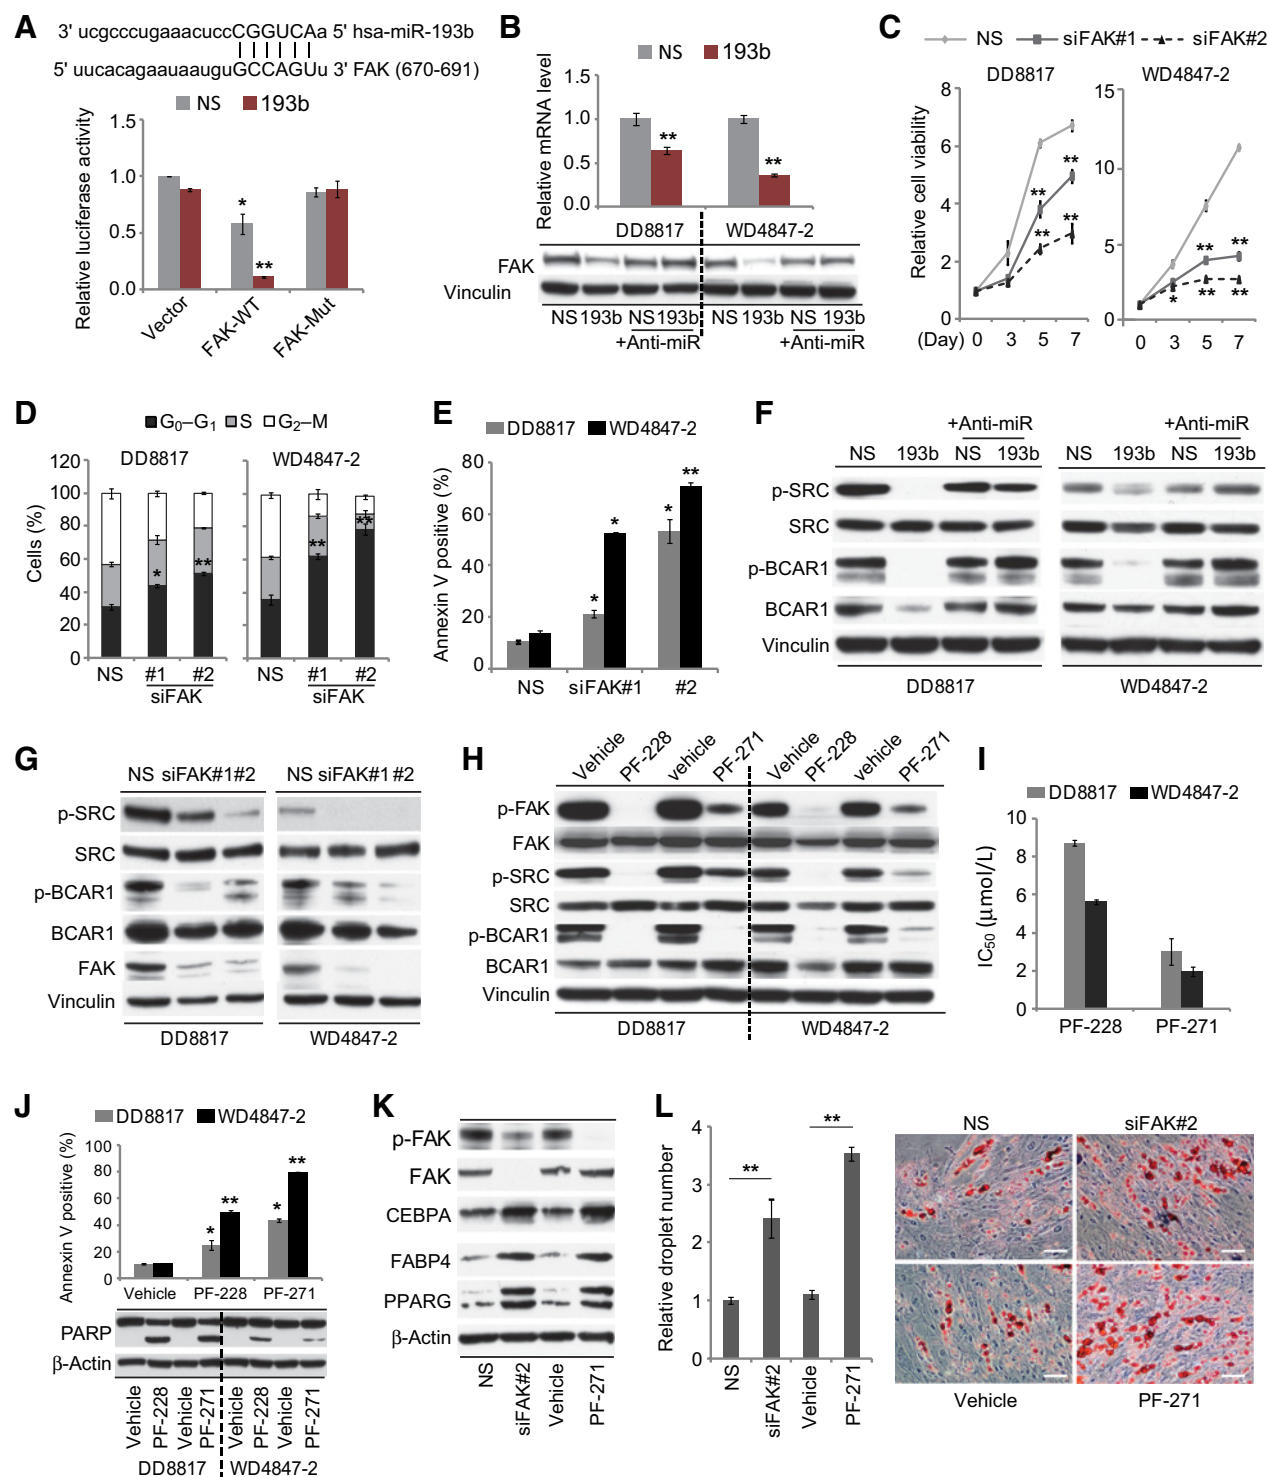 A
3' ucgcccugaaacuccCGGUCAa 5' hsa-miR-193b
5' uucacagaauaauguGCCAGUu 3' FAK (670-691)
NS 193b
Relative luciferase activity
1.5
1.0
0.5
0.0
*
**
Vector
FAK-WT
FAK-Mut
B
NS 193b
Relative mRNA level
1.5
1.0
0.5
0.0
**
**
DD8817 WD4847-2
FAK
Vinculin
NS 193b NS 193b NS 193b NS 193b
+Anti-miR +Anti-miR
C
NS siFAK#1 siFAK#2
DD8817 WD4847-2
Relative cell viability
8
6
4
2
0
**
**
**
**
15
10
5
0
**
**
*
**
**
(Day) 0 3 5 7
0 3 5 7
D
G0–G1 S G2–M
DD8817 WD4847-2
Cells (%)
120
100
80
60
40
20
0
*
**
**
**
NS #1 #2
siFAK
NS #1 #2
siFAK
E
DD8817 WD4847-2
Annexin V positive (%)
80
60
40
20
0
*
*
*
**
NS siFAK#1 #2
F
+Anti-miR +Anti-miR
NS 193b NS 193b NS 193b NS 193b
p-SRC
SRC
p-BCAR1
BCAR1
Vinculin
DD8817 WD4847-2
G
NS siFAK#1#2 NS siFAK#1 #2
p-SRC
SRC
p-BCAR1
BCAR1
FAK
Vinculin
DD8817 WD4847-2
H
Vehicle PF-228 vehicle PF-271 Vehicle PF-228 vehicle PF-271
p-FAK
FAK
p-SRC
SRC
p-BCAR1
BCAR1
Vinculin
DD8817 WD4847-2
I
DD8817 WD4847-2
IC50 (μmol/L)
10
8
6
4
2
0
PF-228 PF-271
J
DD8817 WD4847-2
Annexin V positive (%)
100
80
60
40
20
0
*
**
*
**
Vehicle PF-228 PF-271
PARP
β-Actin
Vehicle PF-228 Vehicle PF-271 Vehicle PF-228 Vehicle PF-271
DD8817 WD4847-2
K
p-FAK
FAK
CEBPA
FABP4
PPARG
β-Actin
NS siFAK#2 Vehicle PF-271
L
Relative droplet number
4
3
2
1
0
**
**
NS siFAK#2 Vehicle PF-271
NS siFAK#2
Vehicle PF-271